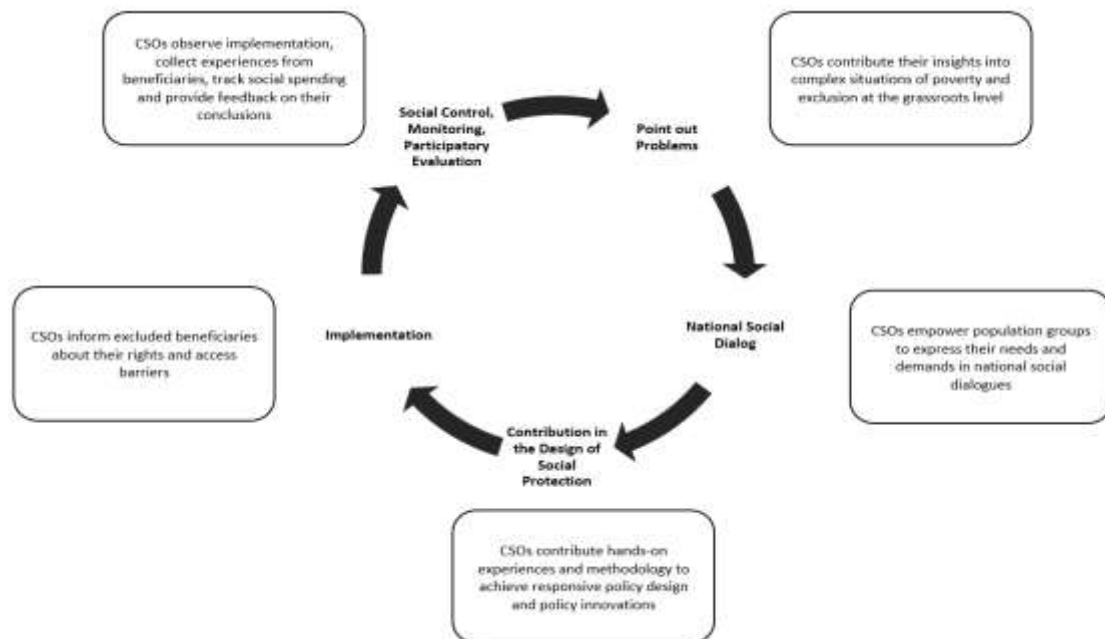 CSOs observe implementation,
collect experiences from
beneficiaries, track social spending
and provide feedback on their
conclusions
Social Control,
Monitoring,
Participatory
Evaluation
Point out
Problems
CSOs contribute their insights into
complex situations of poverty and
exclusion at the grassroots level
CSOs inform excluded beneficiaries
about their rights and access
barriers
Implementation
National Social
Dialog
CSOs empower population groups
to express their needs and
demands in national social
dialogues
Contribution in
the Design of
Social
Protection
CSOs contribute hands-on
experiences and methodology to
achieve responsive policy design
and policy innovations